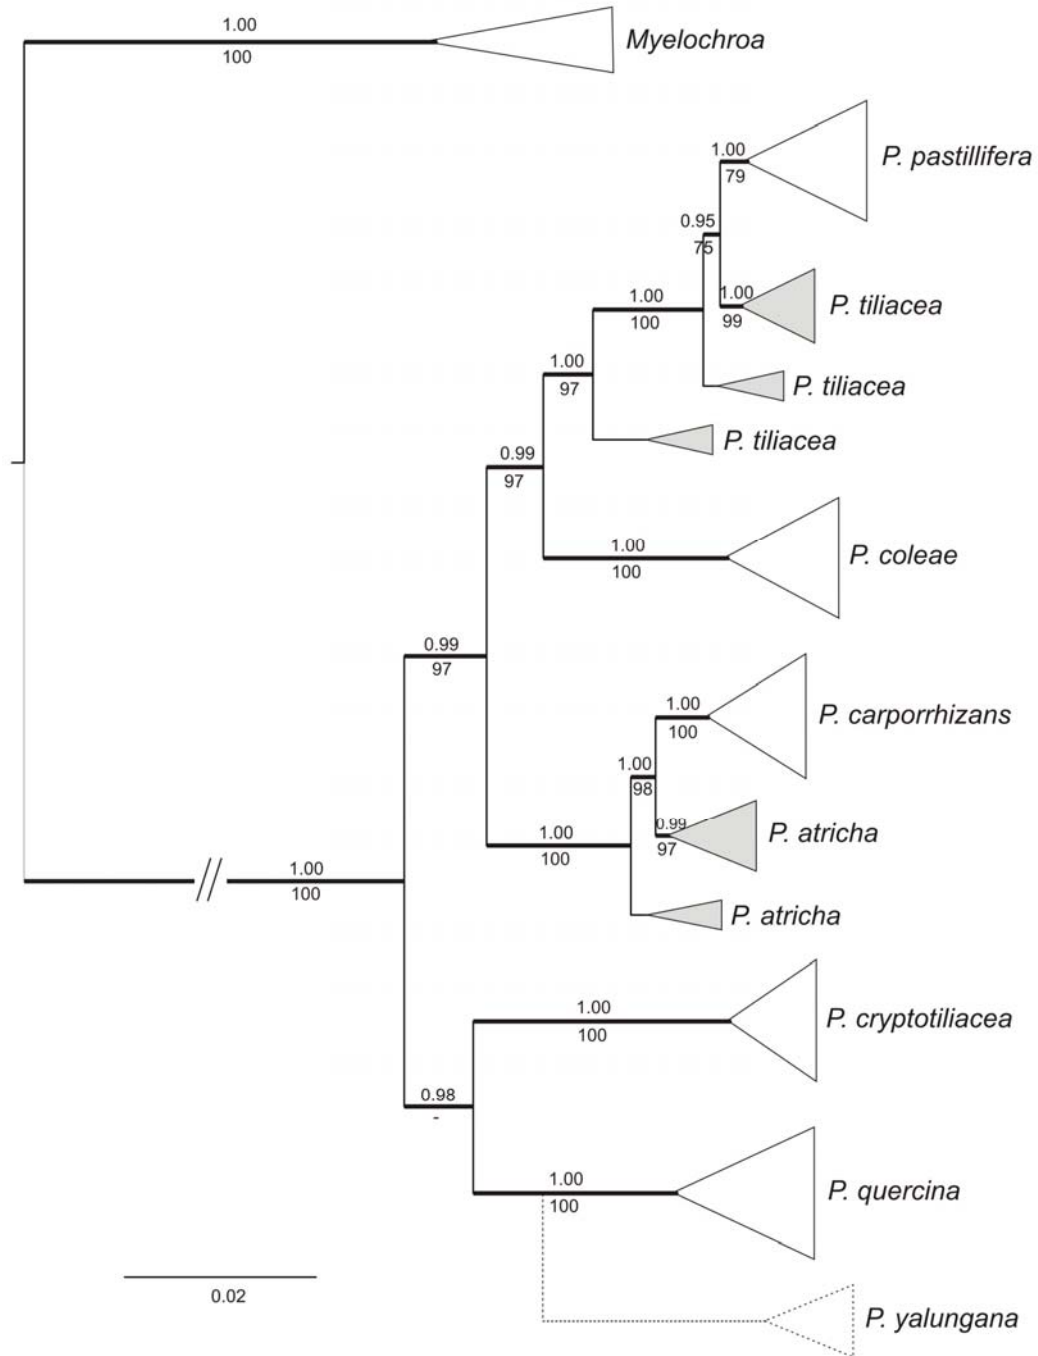 1.00
100
Myelochroa
1.00
79
P. pastillifera
0.95
75
1.00
99
P. tiliacea
1.00
100
P. tiliacea
1.00
97
P. tiliacea
0.99
97
1.00
100
P. coleae
0.99
97
1.00
100
P. carporrhizans
1.00
98
0.99
97
P. atricha
1.00
100
P. atricha
1.00
100
1.00
100
P. cryptotiliacea
0.98
-
1.00
100
P. quercina
0.02
P. yalungana